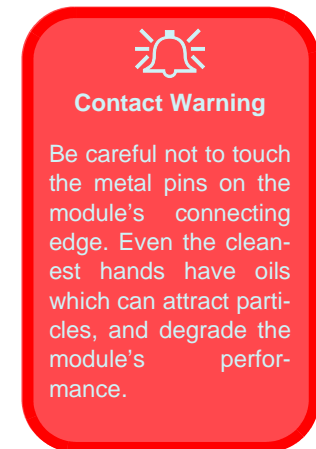 Contact Warning
Be careful not to touch
the metal pins on the
module's connecting
edge. Even the clean-
est hands have oils
which can attract parti-
cles, and degrade the
module's perfor-
mance.